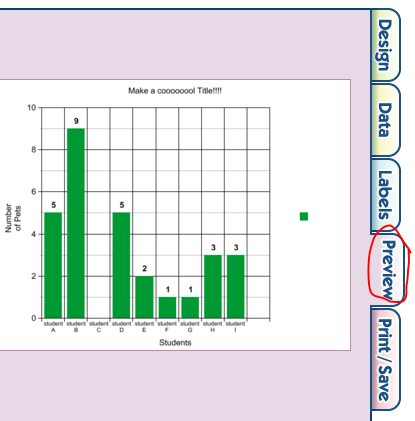 Make a coooooool Title!!!!
10
8
6
4
2
0
Number
of Pets
5
9
5
2
1
1
3
3
student A
student B
student C
student D
student E
student F
student G
student H
student I
Students
Design
Data
Labels
Preview
Print / Save